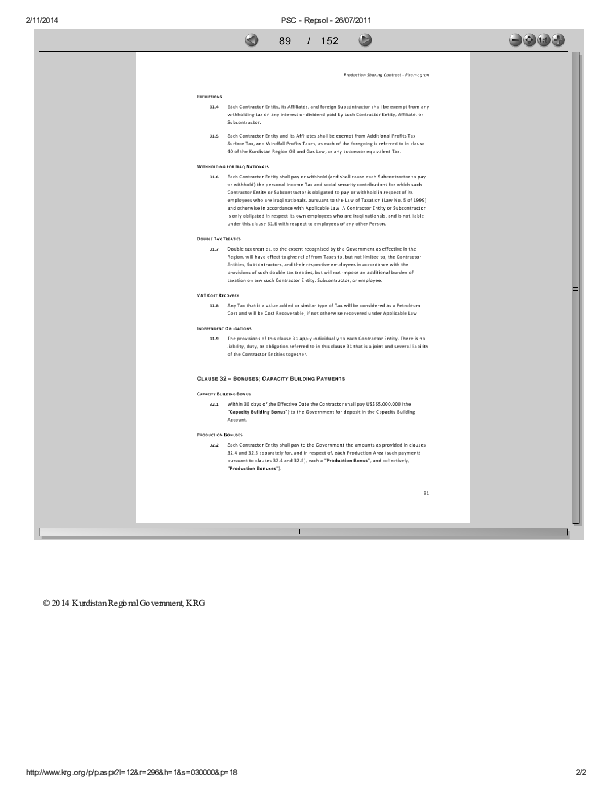 2/11/2014 PSC - Repsol - 26/07/2011
89 / 152
Production Sharing Contract - Piramagrun
EXEMPTIONS
31.4 Each Contractor Entity, its Affiliates, and Foreign Subcontractor shall be exempt from any
withholding tax on any interest or dividend paid by such Contractor Entity, Affiliate, or
Subcontractor.
31.5 Each Contractor Entity and its Affiliates shall be exempt from Additional Profits Tax,
Surface Tax, and Windfall Profits Taxes, as each of the foregoing is referred to in clause
40 of the Kurdistan Region Oil and Gas Law, or any successor equivalent Tax.
WITHHOLDING FOR IRAQ NATIONALS
31.6 Each Contractor Entity shall pay or withhold (and shall cause each Subcontractor to pay
or withhold) the personal Income Tax and social security contributions for which such
Contractor Entity or Subcontractor is obligated to pay or withhold in respect of its
employees who are Iraqi nationals, pursuant to the Law of Taxation (Law No. 5 of 1999)
and otherwise in accordance with Applicable Law. A Contractor Entity or Subcontractor
is only obligated in respect its own employees who are Iraqi nationals, and is not liable
under this clause 31.6 with respect to employees of any other Person.
DOUBLE TAX TREATIES
31.7 Double tax treaties, to the extent recognised by the Government as effective in the
Region, will have effect to give relief from Taxes to, but not limited to, the Contractor
Entities, Subcontractors, and their respective employees in accordance with the
provisions of such double tax treaties, but will not impose an additional burden of
taxation on any such Contractor Entity, Subcontractor, or employee.
VAT COST RECOVERY
31.8 Any Tax that is a value added or similar type of Tax will be considered as a Petroleum
Cost and will be Cost Recoverable, if not otherwise recovered under Applicable Law.
INDEPENDENT OBLIGATIONS
31.9 The provisions of this clause 31 apply individually to each Contractor Entity. There is no
liability, duty, or obligation referred to in this clause 31 that is a joint and several liability
of the Contractor Entities together.
CLAUSE 32 – BONUSES; CAPACITY BUILDING PAYMENTS
CAPACITY BUILDING BONUS
32.1 Within 30 days of the Effective Date the Contractor shall pay (the
"Capacity Building Bonus") to the Government for deposit in the Capacity Building
Account.
PRODUCTION BONUSES
Each Contractor Entity shall pay to the Government the amounts as provided in clauses
32.4 and 32.5 separately for, and in respect of, each Production Area (such payments
pursuant to clauses 32.4 and 32.5), each a "Production Bonus", and collectively,
"Production Bonuses").
91
© 2014 Kurdistan Regional Government, KRG
http://www.krg.org/p/p.aspx?l=12&r=296&h=1&s=030000&p=18 2/2